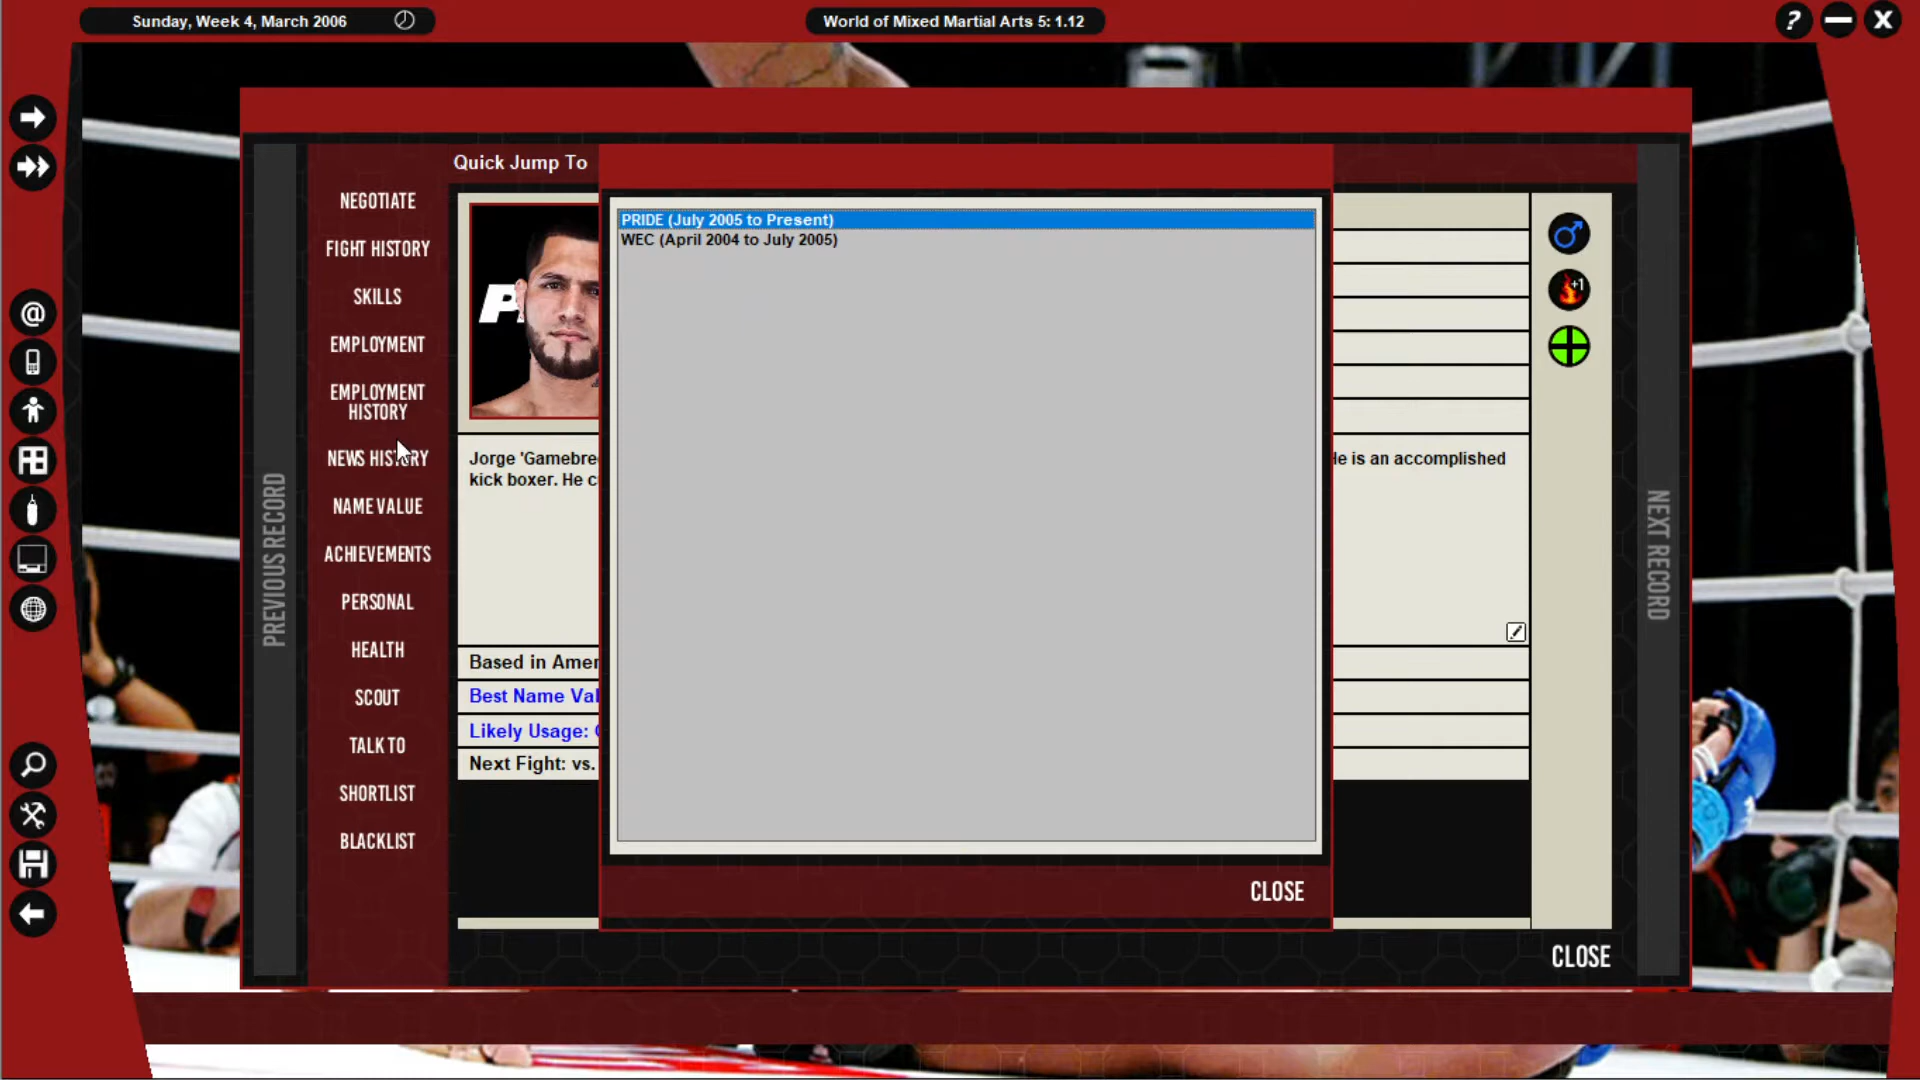 Sunday, Week 4, March 2006
World of Mixed Martial Arts 5: 1.12
?
X
Quick Jump To
NEGOTIATE
FIGHT HISTORY
SKILLS
EMPLOYMENT
EMPLOYMENT
HISTORY
NEWS HISTORY
NAME VALUE
ACHIEVEMENTS
PERSONAL
HEALTH
SCOUT
TALK TO
SHORTLIST
BLACKLIST
PREVIOUS RECORD
PRIDE (July 2005 to Present)
WEC (April 2004 to July 2005)
+1
@
Jorge 'Gamebre
He is an accomplished
kick boxer. He c
Based in Amer
Best Name Val
Likely Usage:
Next Fight: vs.
CLOSE
CLOSE
NEXT RECORD